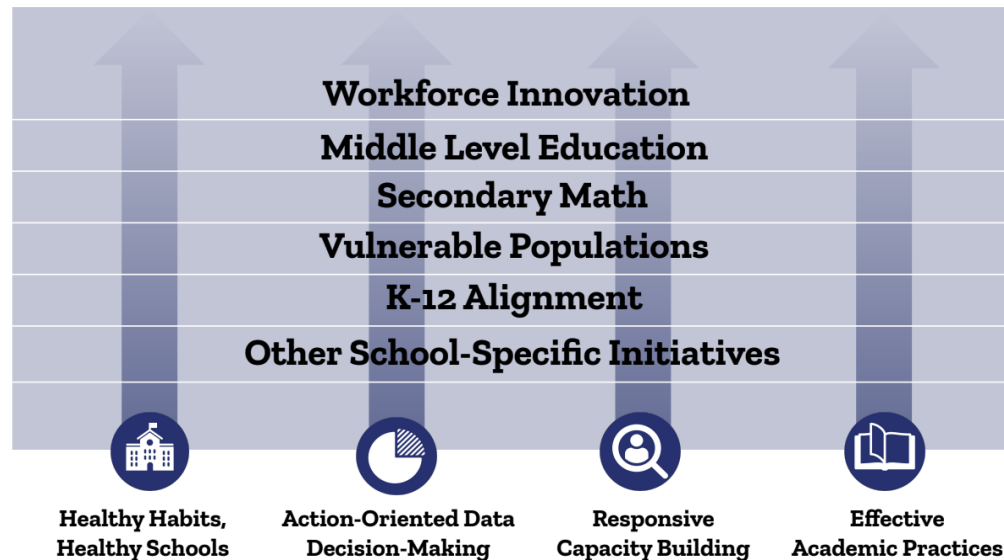 Workforce Innovation
Middle Level Education
Secondary Math
Vulnerable Populations
K-12 Alignment
Other School-Specific Initiatives
Healthy Habits,
Healthy Schools
Action-Oriented Data
Decision-Making
Responsive
Capacity Building
Effective
Academic Practices